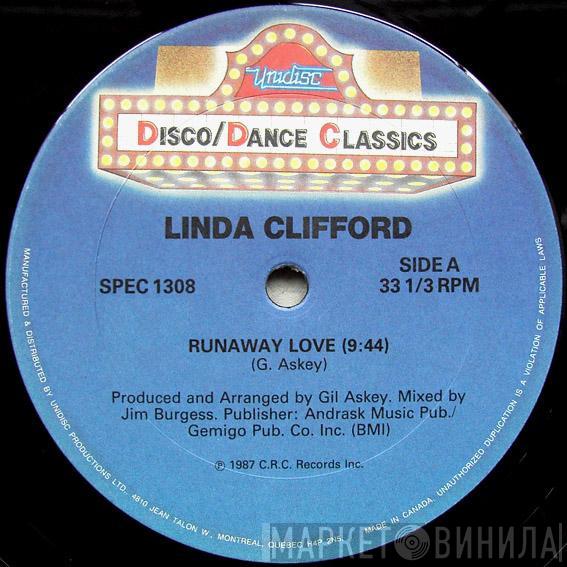 Unidisc
DISCO/DANCE CLASSICS
LINDA CLIFFORD
SPEC 1308
SIDE A
33 1/3 RPM
RUNAWAY LOVE (9:44)
(G. Askey)
Produced and Arranged by Gil Askey. Mixed by
Jim Burgess. Publisher: Andrask Music Pub./
Gemigo Pub. Co. Inc. (BMI)
℗ 1987 C.R.C. Records Inc.
MANUFACTURED & DISTRIBUTED BY UNIDISC PRODUCTIONS LTD. 4810 JEAN TALON W. MONTREAL, QUEBEC H4P 2N5. MADE IN CANADA. UNAUTHORIZED DUPLICATION IS A VIOLATION OF APPLICABLE LAWS
МАРКЕТ ВИНИЛА